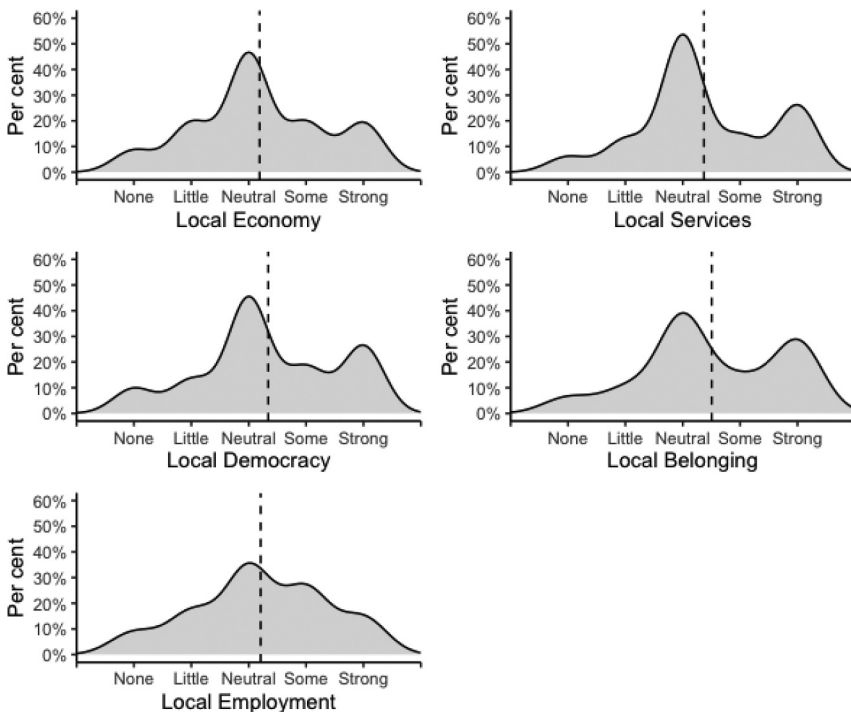 Per cent
60%
50%
40%
30%
20%
10%
0%
None Little Neutral Some Strong
Local Economy
Per cent
60%
50%
40%
30%
20%
10%
0%
None Little Neutral Some Strong
Local Services
Per cent
60%
50%
40%
30%
20%
10%
0%
None Little Neutral Some Strong
Local Democracy
Per cent
60%
50%
40%
30%
20%
10%
0%
None Little Neutral Some Strong
Local Belonging
Per cent
60%
50%
40%
30%
20%
10%
0%
None Little Neutral Some Strong
Local Employment